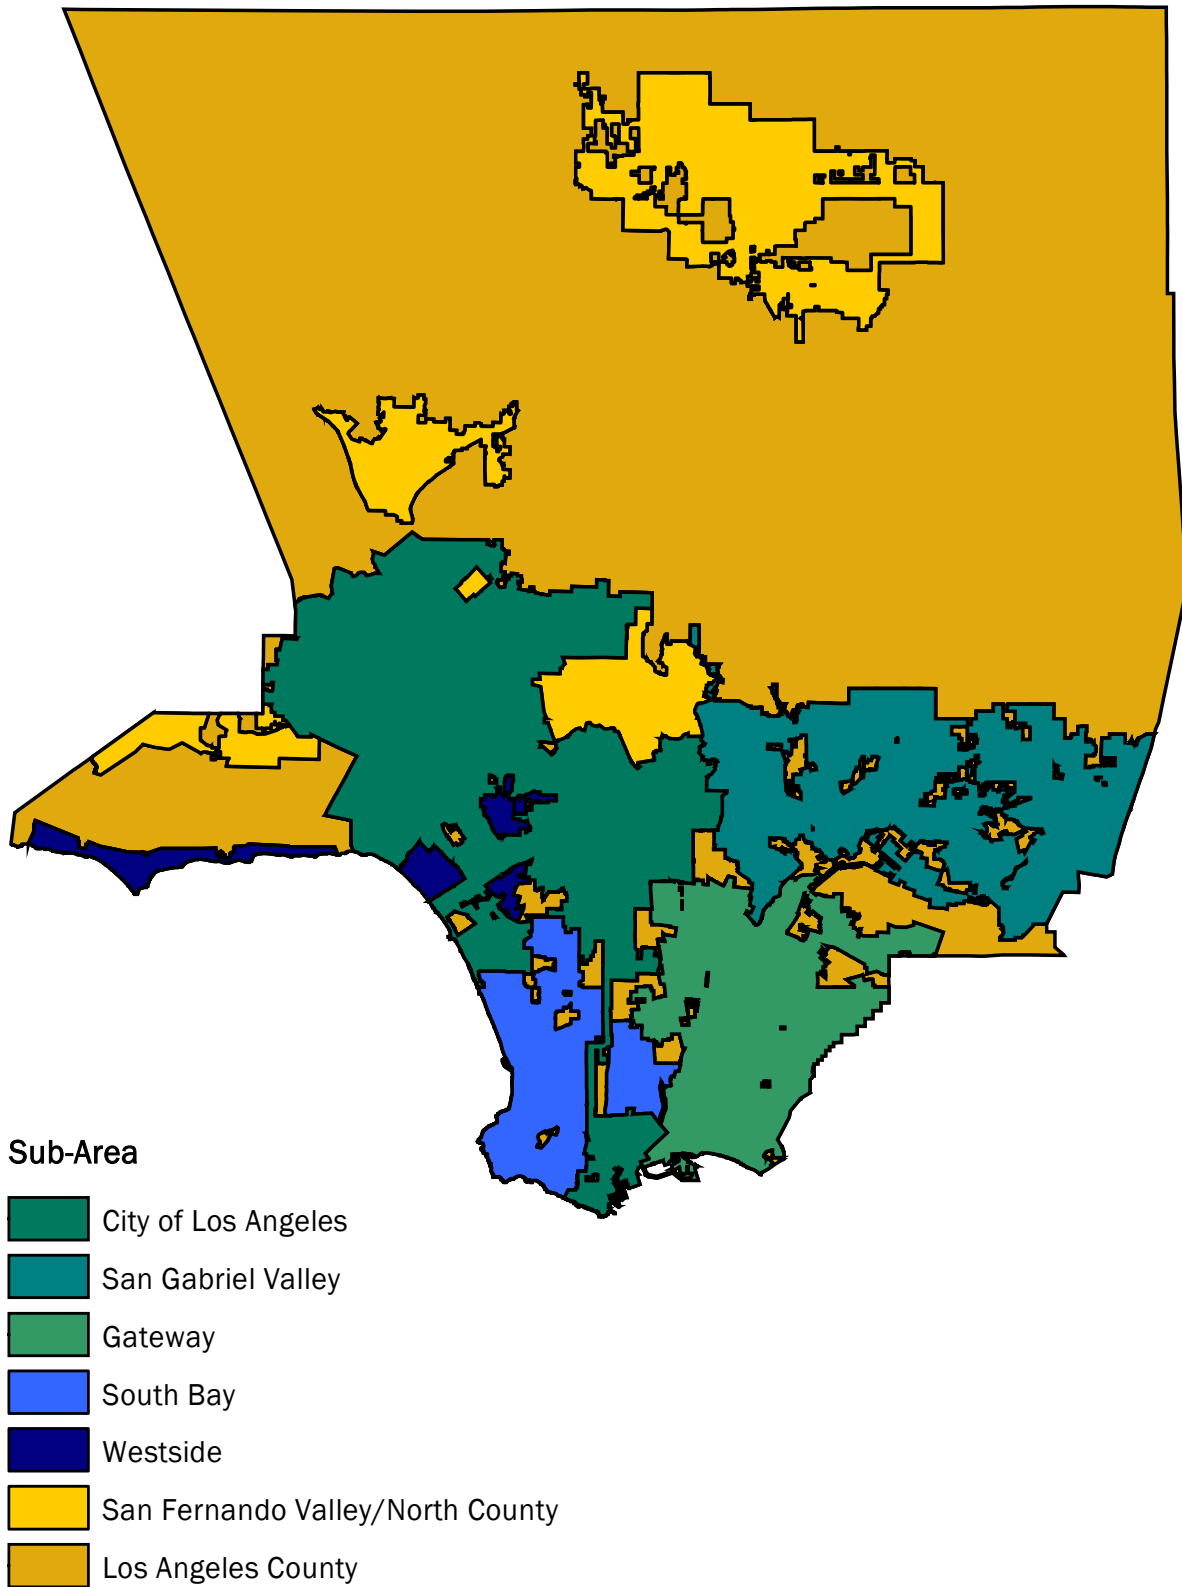 Sub-Area
City of Los Angeles
San Gabriel Valley
Gateway
South Bay
Westside
San Fernando Valley/North County
Los Angeles County